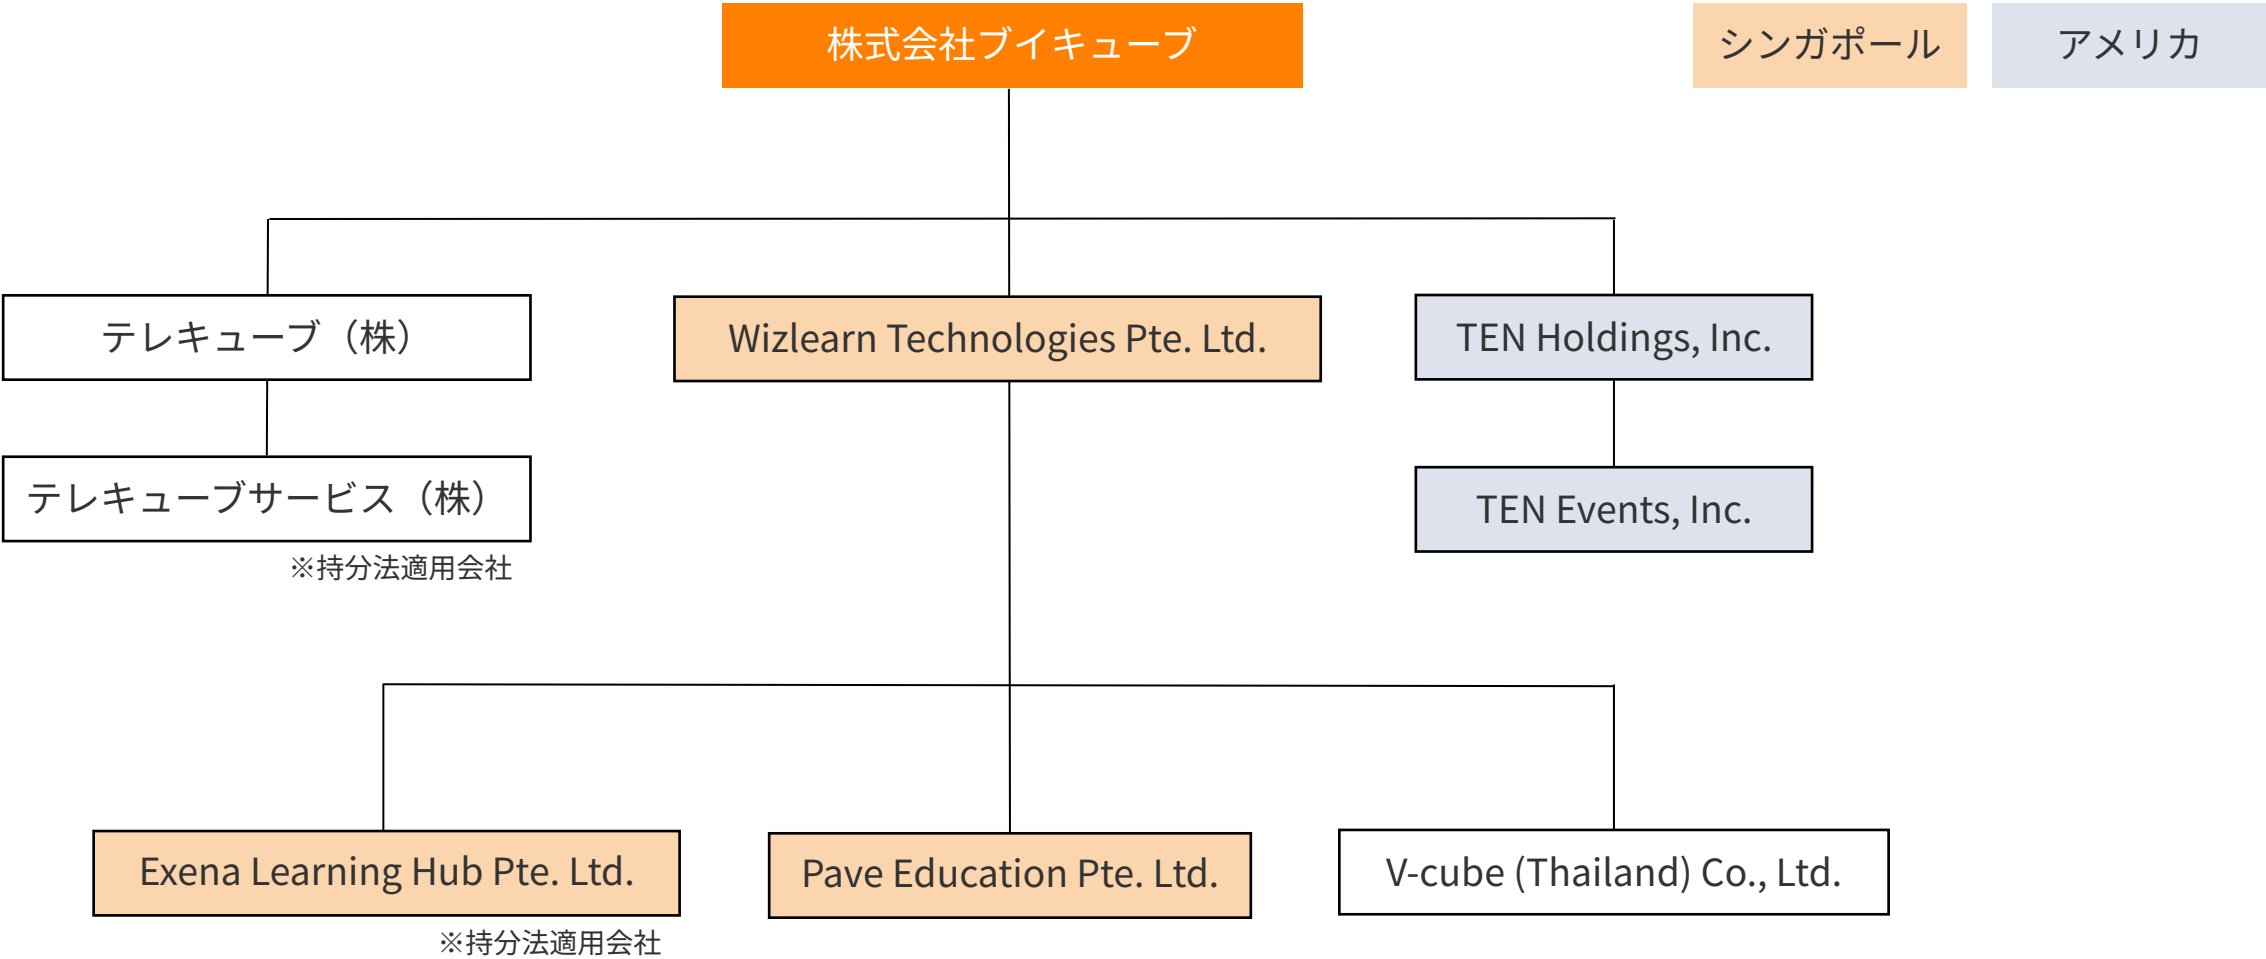 株式会社ブイキューブ
シンガポール
アメリカ
テレキューブ（株）
Wizlearn Technologies Pte. Ltd.
TEN Holdings, Inc.
テレキューブサービス（株）
※持分法適用会社
TEN Events, Inc.
Exena Learning Hub Pte. Ltd.
※持分法適用会社
Pave Education Pte. Ltd.
V-cube (Thailand) Co., Ltd.